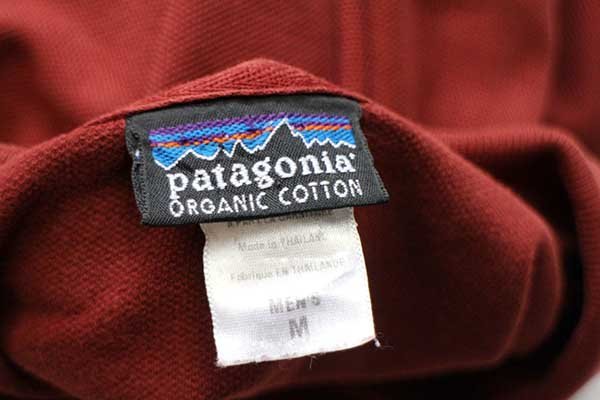 patagonia®
ORGANIC COTTON
Made in THAILAND
Fabriqué EN THAILANDE
MEN'S
M